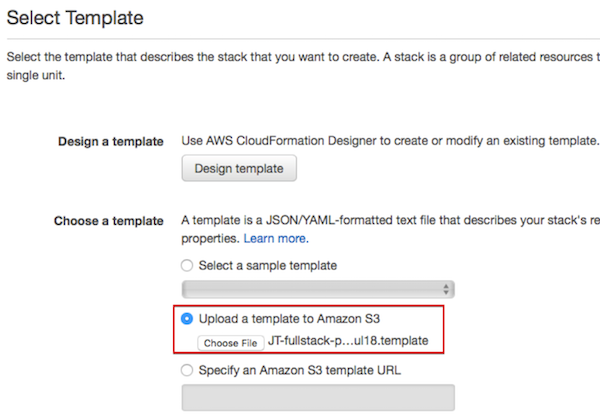 Select Template
Select the template that describes the stack that you want to create. A stack is a group of related resources t
single unit.
Design a template
Use AWS CloudFormation Designer to create or modify an existing template.
Design template
Choose a template
A template is a JSON/YAML-formatted text file that describes your stack's re
properties. Learn more.
Select a sample template
Upload a template to Amazon S3
Choose File JT-fullstack-p...ul18.template
Specify an Amazon S3 template URL